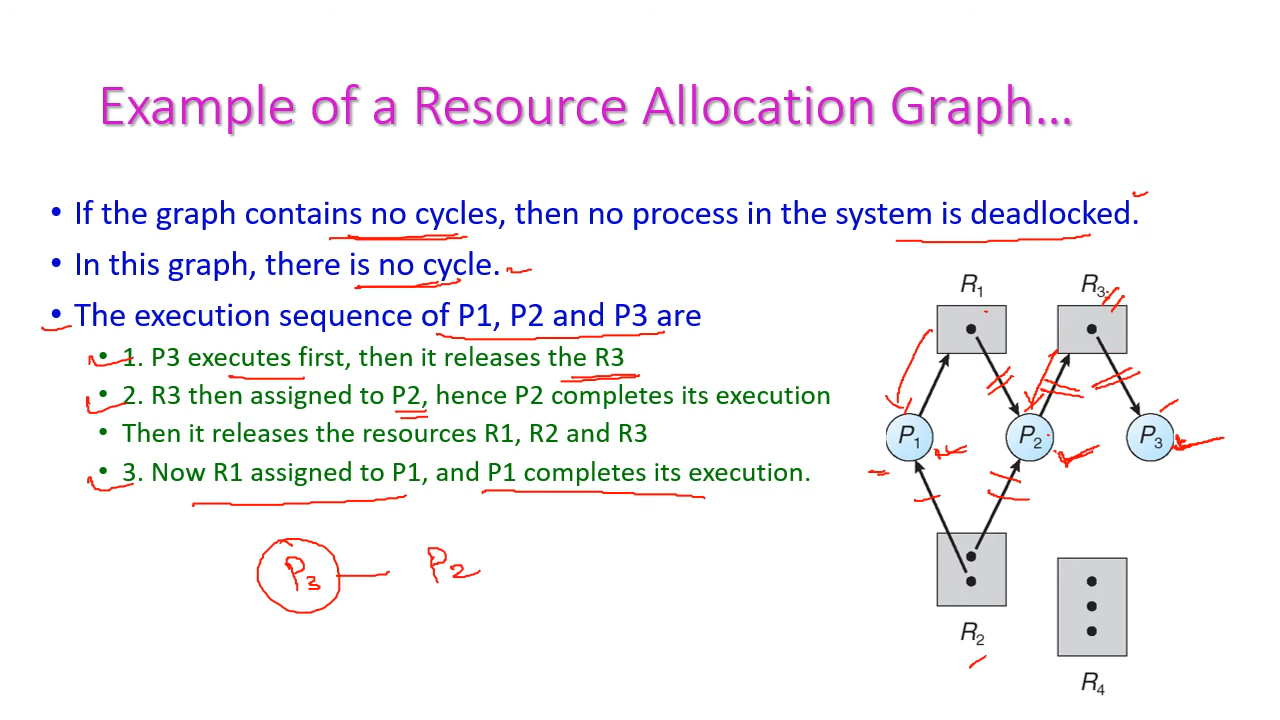 Example of a Resource Allocation Graph...
• If the graph contains no cycles, then no process in the system is deadlocked.
• In this graph, there is no cycle.
• The execution sequence of P1, P2 and P3 are
• 1. P3 executes first, then it releases the R3
• 2. R3 then assigned to P2, hence P2 completes its execution
• Then it releases the resources R1, R2 and R3
• 3. Now R1 assigned to P1, and P1 completes its execution.
P3 P2
R1 R3
P1 P2 P3
R2
R4